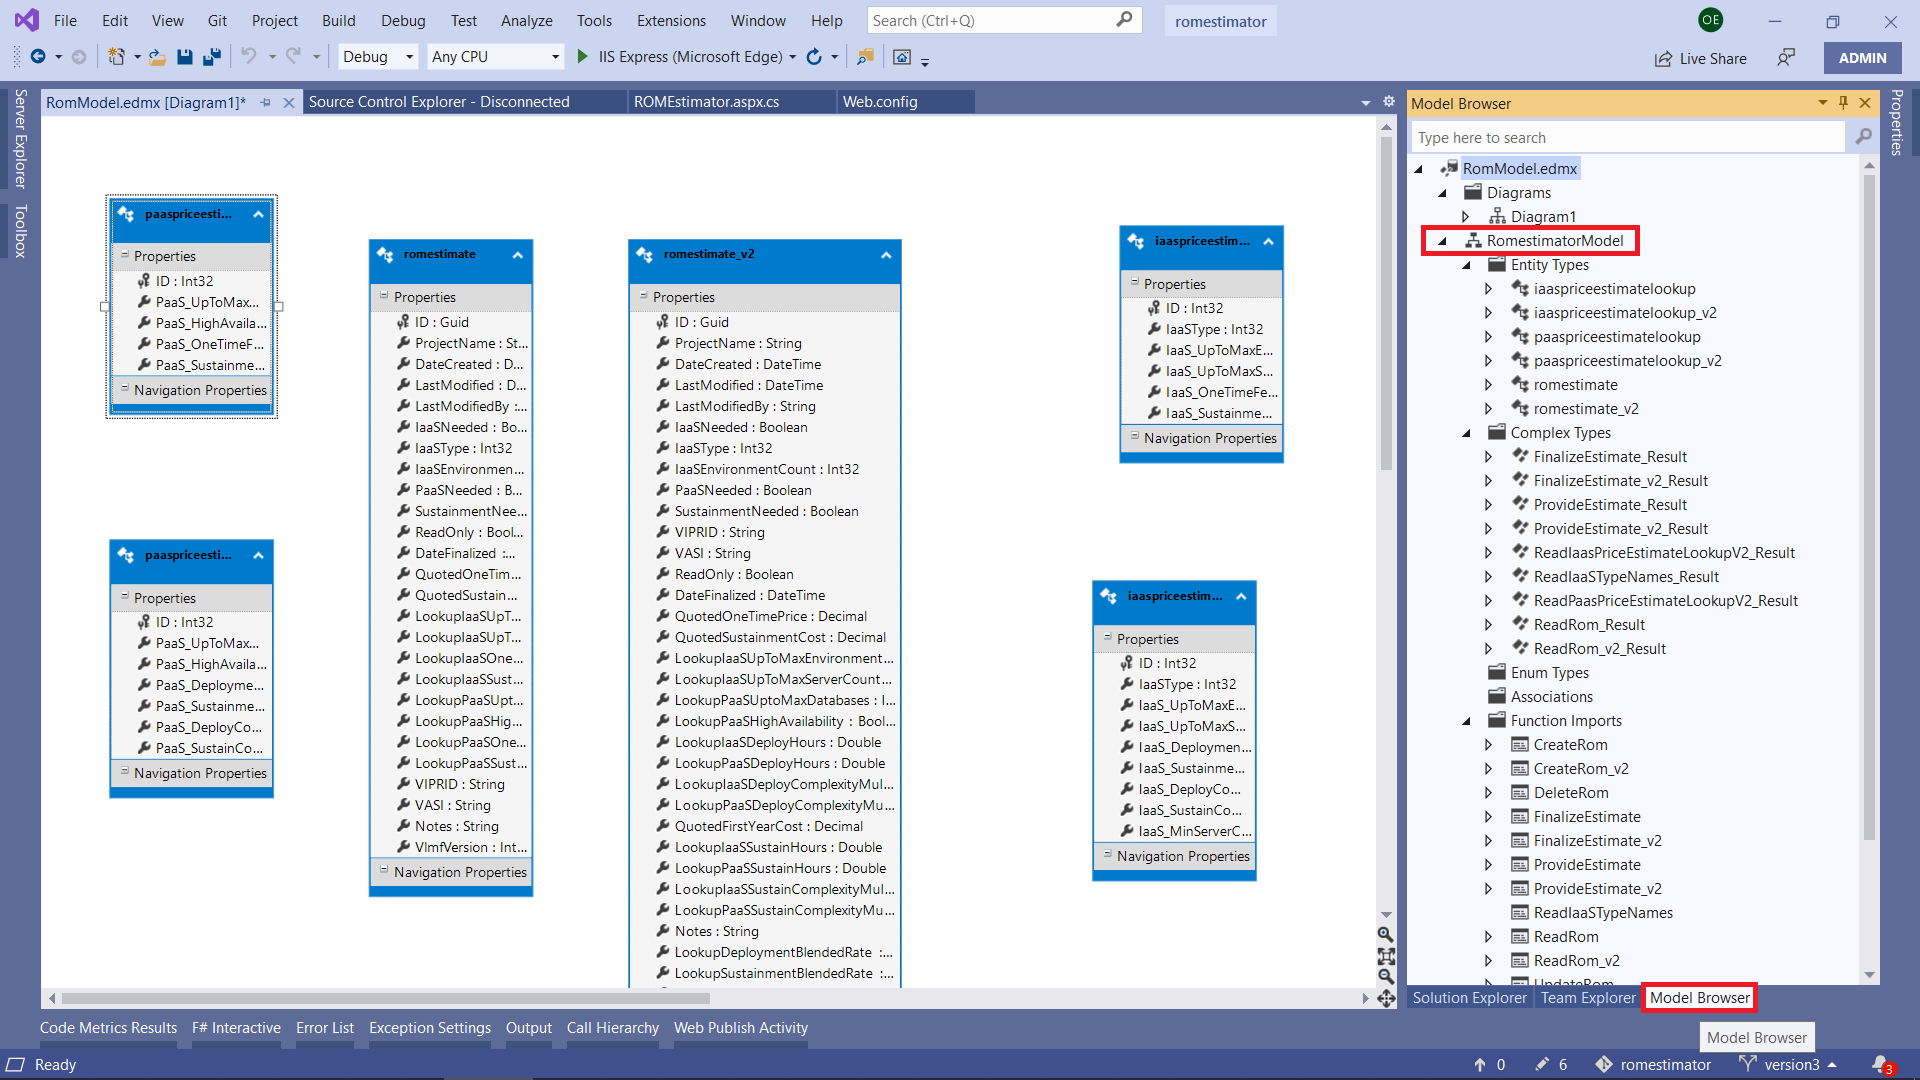 File Edit View Git Project Build Debug Test Analyze Tools Extensions Window Help Search (Ctrl+Q) romestimator OE
Debug Any CPU IIS Express (Microsoft Edge) Live Share ADMIN
Server Explorer
Toolbox
RomModel.edmx [Diagram1]* Source Control Explorer - Disconnected ROMEstimator.aspx.cs Web.config
paaspriceesti...
Properties
ID : Int32
PaaS_UpToMax...
PaaS_HighAvaila...
PaaS_OneTimeF...
PaaS_Sustainme...
Navigation Properties
paaspriceesti...
Properties
ID : Int32
PaaS_UpToMax...
PaaS_HighAvaila...
PaaS_Deployme...
PaaS_Sustainme...
PaaS_DeployCo...
PaaS_SustainCo...
Navigation Properties
romestimate
Properties
ID : Guid
ProjectName : St...
DateCreated : D...
LastModified : D...
LastModifiedBy :...
IaaSNeeded : Bo...
IaaSType : Int32
IaaSEnvironmen...
PaaSNeeded : B...
SustainmentNee...
ReadOnly : Bool...
DateFinalized :...
QuotedOneTim...
QuotedSustain...
LookupIaaSUpT...
LookupIaaSUpT...
LookupIaaSOne...
LookupIaaSSust...
LookupPaaSUpt...
LookupPaaSHig...
LookupPaaSOne...
LookupPaaSSust...
VIPRID : String
VASI : String
Notes : String
VlmfVersion : Int...
Navigation Properties
romestimate_v2
Properties
ID : Guid
ProjectName : String
DateCreated : DateTime
LastModified : DateTime
LastModifiedBy : String
IaaSNeeded : Boolean
IaaSType : Int32
IaaSEnvironmentCount : Int32
PaaSNeeded : Boolean
SustainmentNeeded : Boolean
VIPRID : String
VASI : String
ReadOnly : Boolean
DateFinalized : DateTime
QuotedOneTimePrice : Decimal
QuotedSustainmentCost : Decimal
LookupIaaSUpToMaxEnvironment...
LookupIaaSUpToMaxServerCount...
LookupPaaSUptoMaxDatabases : I...
LookupPaaSHighAvailability : Bool...
LookupIaaSDeployHours : Double
LookupPaaSDeployHours : Double
LookupIaaSDeployComplexityMul...
LookupPaaSDeployComplexityMu...
QuotedFirstYearCost : Decimal
LookupIaaSSustainHours : Double
LookupPaaSSustainHours : Double
LookupIaaSSustainComplexityMul...
LookupPaaSSustainComplexityMu...
Notes : String
LookupDeploymentBlendedRate :...
LookupSustainmentBlendedRate :...
iaaspriceestim...
Properties
ID : Int32
IaaSType : Int32
IaaS_UpToMaxE...
IaaS_UpToMaxS...
IaaS_OneTimeFe...
IaaS_Sustainme...
Navigation Properties
iaaspriceestim...
Properties
ID : Int32
IaaSType : Int32
IaaS_UpToMaxE...
IaaS_UpToMaxS...
IaaS_Deploymen...
IaaS_Sustainme...
IaaS_DeployCo...
IaaS_SustainCo...
IaaS_MinServerC...
Navigation Properties
Model Browser
Type here to search
RomModel.edmx
Diagrams
Diagram1
RomestimatorModel
Entity Types
iaaspriceestimatelookup
iaaspriceestimatelookup_v2
paaspriceestimatelookup
paaspriceestimatelookup_v2
romestimate
romestimate_v2
Complex Types
FinalizeEstimate_Result
FinalizeEstimate_v2_Result
ProvideEstimate_Result
ProvideEstimate_v2_Result
ReadIaasPriceEstimateLookupV2_Result
ReadIaaSTypeNames_Result
ReadPaasPriceEstimateLookupV2_Result
ReadRom_Result
ReadRom_v2_Result
Enum Types
Associations
Function Imports
CreateRom
CreateRom_v2
DeleteRom
FinalizeEstimate
FinalizeEstimate_v2
ProvideEstimate
ProvideEstimate_v2
ReadIaaSTypeNames
ReadRom
ReadRom_v2
UpdateRom
Properties
Solution Explorer Team Explorer Model Browser
Model Browser
Code Metrics Results F# Interactive Error List Exception Settings Output Call Hierarchy Web Publish Activity
Ready 0 6 romestimator version3 3